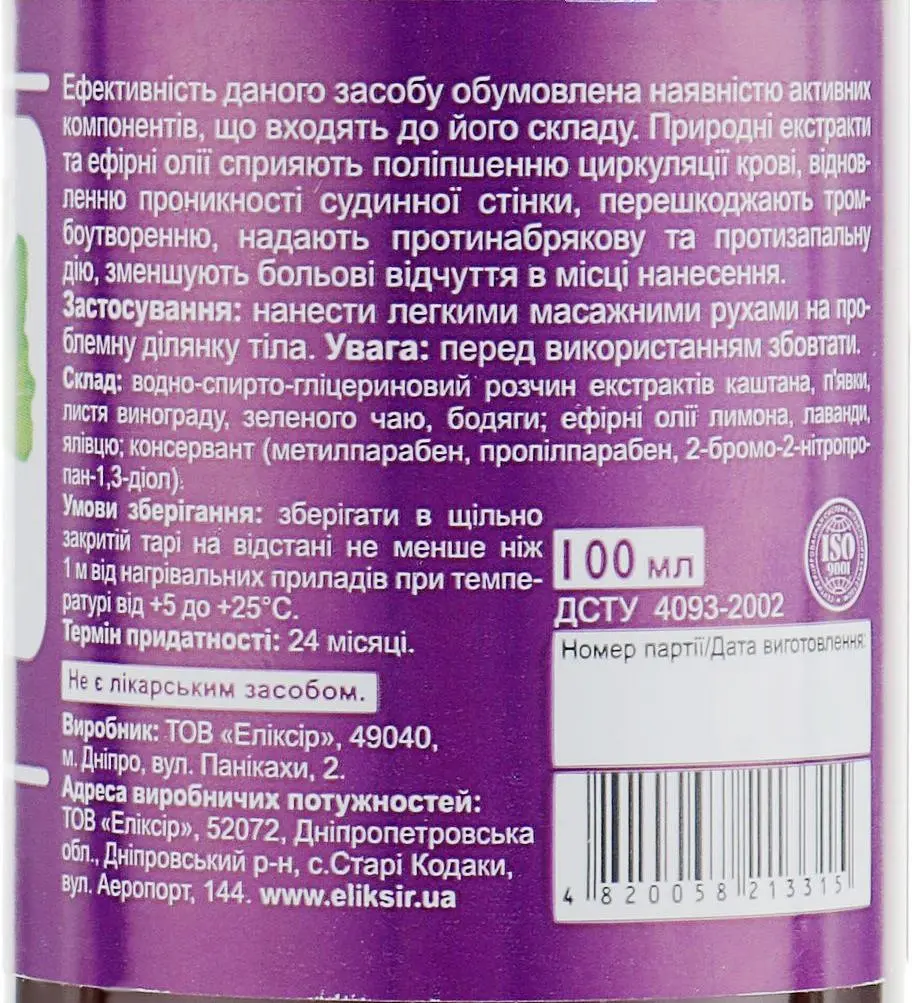 Ефективність даного засобу обумовлена наявністю активних
компонентів, що входять до його складу. Природні екстракти
та ефірні олії сприяють поліпшенню циркуляції крові, віднов-
ленню проникності судинної стінки, перешкоджають тром-
боутворенню, надають протинабрякову та протизапальну
дію, зменшують больові відчуття в місці нанесення.
Застосування: нанести легкими масажними рухами на про-
блемну ділянку тіла. Увага: перед використанням збовтати.
Склад: водно-спирто-гліцериновий розчин екстрактів каштана, п'явки,
листя винограду, зеленого чаю, бодяги; ефірні олії лимона, лаванди,
ялівцю; консервант (метилпарабен, пропілпарабен, 2-бромо-2-нітропро-
пан-1,3-діол).
Умови зберігання: зберігати в щільно
закритій тарі на відстані не менше ніж
1 м від нагрівальних приладів при темпе-
ратурі від +5 до +25°С.
Термін придатності: 24 місяці.
Не є лікарським засобом.
Виробник: ТОВ «Еліксір», 49040,
м. Дніпро, вул. Панікахи, 2.
Адреса виробничих потужностей:
ТОВ «Еліксір», 52072, Дніпропетровська
обл., Дніпровський р-н, с.Старі Кодаки,
вул. Аеропорт, 144. www.eliksir.ua
100 мл
ISO
9001
ДСТУ 4093-2002
Номер партії/Дата виготовлення:
4 820058 213315